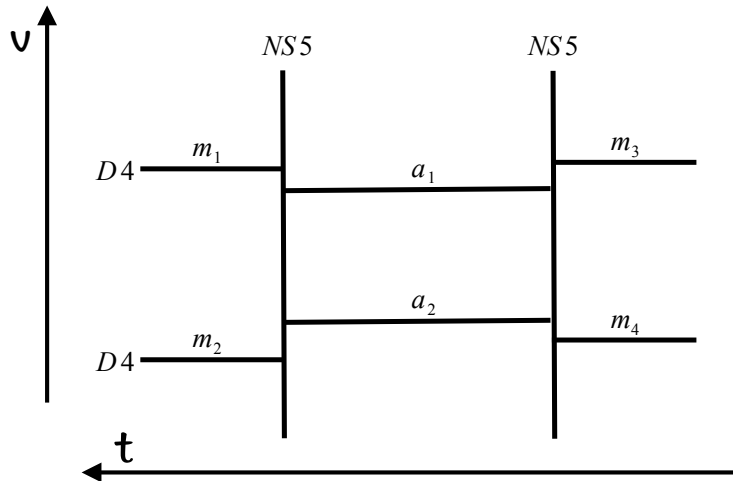 v
NS5 NS5
m₁ m₃
D4 a₁
a₂
m₂ m₄
D4
t